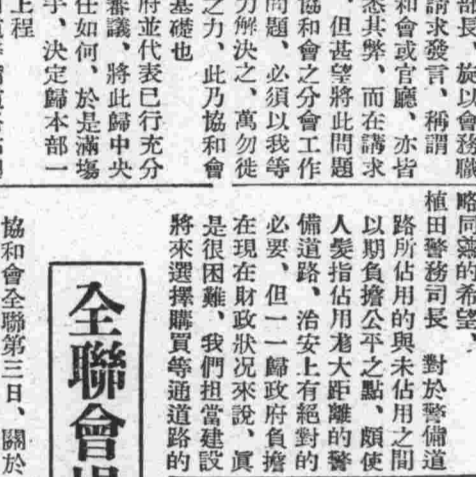 部長、旅以會務職
請求發言、稱謂
和會或官廳、亦皆
悉其弊、而在講求
、但甚望將此問題
協和會之分會工作
問題、必須以我等
力解決之、萬勿徒
之力、此乃協和會
基礎也
府並代表已行充分
審議、將此歸中央
任如何、於是滿塲
手、決定歸本部一
上程
略同案的希望、
植田警務司長 對於警備道
路所佔用的與未佔用之間
以期負擔公平之點、頗使
人髮指佔用尨大距離的警
備道路、治安上有絕對的
必要、但一一歸政府負擔
在現在財政狀況來說、眞
是很困難、我們担當建設
將來選擇購買等通道路的
全聯會
協和會全聯第三日、關於